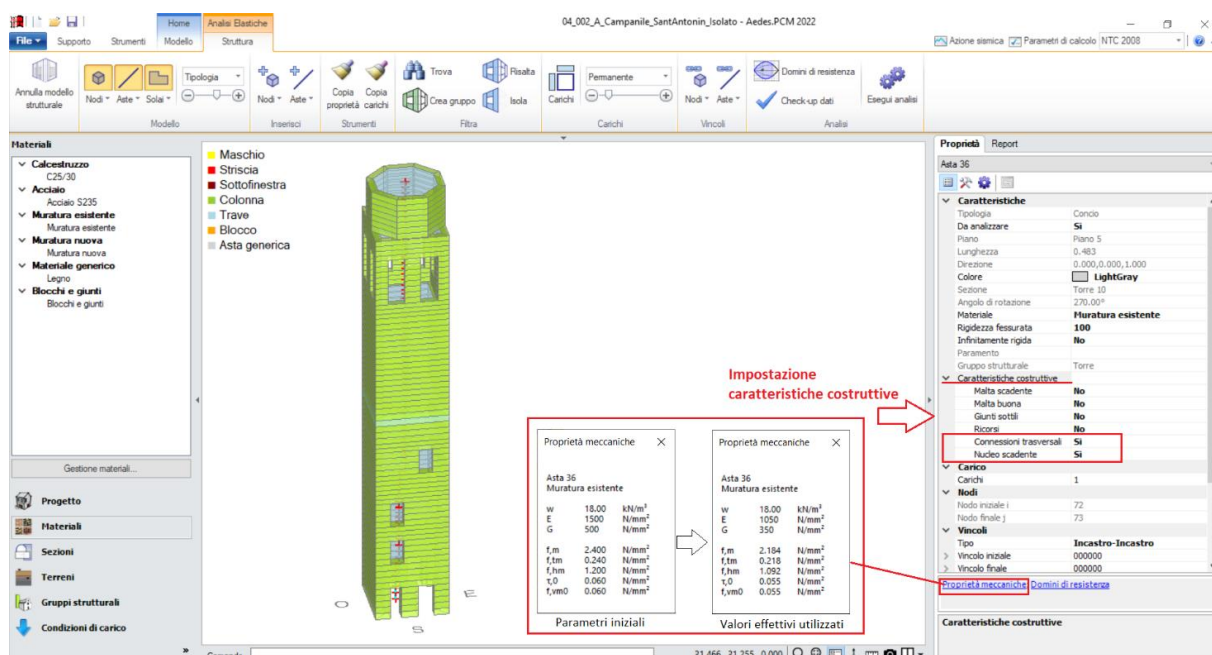 04_002_A_Campanile_SantAntonin_Isolato - Aedes.PCM 2022
Home
Analisi Elastiche
File
Supporto
Strumenti
Modello
Struttura
Azione sismica
Parametri di calcolo
NTC 2008
Annulla modello strutturale
Nodi
Aste
Solai
Tipologia
Modello
Nodi
Aste
Inserisci
Copia proprietà
Copia carichi
Strumenti
Trova
Crea gruppo
Risalta
Isola
Filtra
Carichi
Permanente
Carichi
Nodi
Aste
Vincoli
Domini di resistenza
Check-up dati
Esegui analisi
Analisi
Materiali
Calcestruzzo
C25/30
Acciaio
Acciaio S235
Muratura esistente
Muratura esistente
Muratura nuova
Muratura nuova
Materiale generico
Legno
Blocchi e giunti
Blocchi e giunti
Gestione materiali...
Progetto
Materiali
Sezioni
Terreni
Gruppi strutturali
Condizioni di carico
»
Maschio
Striscia
Sottofinestra
Colonna
Trave
Blocco
Asta generica
O
S
E
Impostazione
caratteristiche costruttive
Proprietà meccaniche
Asta 36
Muratura esistente
w 18.00 kN/m³
E 1500 N/mm²
G 500 N/mm²
f,m 2.400 N/mm²
f,tm 0.240 N/mm²
f,hm 1.200 N/mm²
τ,0 0.060 N/mm²
f,vm0 0.060 N/mm²
Parametri iniziali
Proprietà meccaniche
Asta 36
Muratura esistente
w 18.00 kN/m³
E 1050 N/mm²
G 350 N/mm²
f,m 2.184 N/mm²
f,tm 0.218 N/mm²
f,hm 1.092 N/mm²
τ,0 0.055 N/mm²
f,vm0 0.055 N/mm²
Valori effettivi utilizzati
Proprietà
Report
Asta 36
Caratteristiche
Tipologia Concio
Da analizzare Sì
Piano Piano 5
Lunghezza 0.483
Direzione 0.000,0.000,1.000
Colore LightGray
Sezione Torre 10
Angolo di rotazione 270.00°
Materiale Muratura esistente
Rigidezza fessurata 100
Infinitamente rigida No
Paramento
Gruppo strutturale Torre
Caratteristiche costruttive
Malta scadente No
Malta buona No
Giunti sottili No
Ricorsi No
Connessioni trasversali Sì
Nucleo scadente Sì
Carico
Carichi 1
Nodi
Nodo iniziale i 72
Nodo finale j 73
Vincoli
Tipo Incastro-Incastro
Vincolo iniziale 000000
Vincolo finale 000000
Proprietà meccaniche, Domini di resistenza
Caratteristiche costruttive